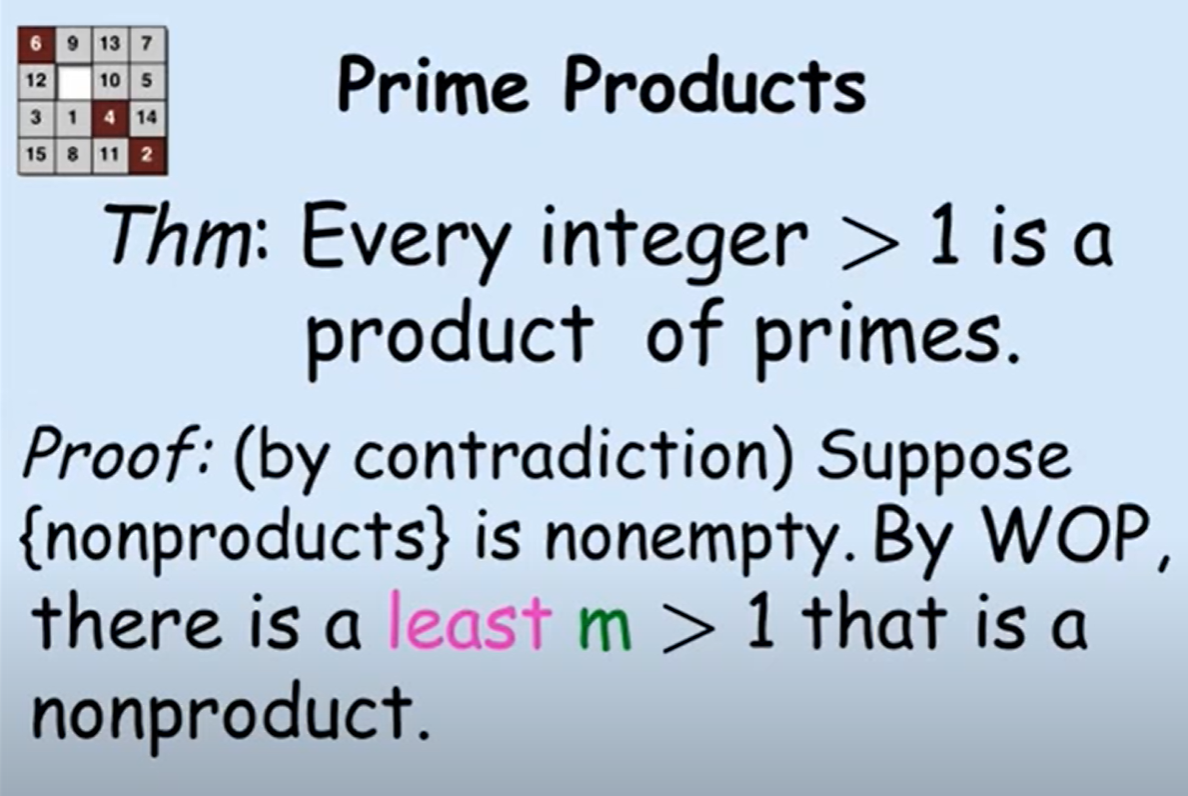 6 9 13 7
12 10 5
3 1 4 14
15 8 11 2
Prime Products
Thm: Every integer > 1 is a
product of primes.
Proof: (by contradiction) Suppose
{nonproducts} is nonempty. By WOP,
there is a least m > 1 that is a
nonproduct.